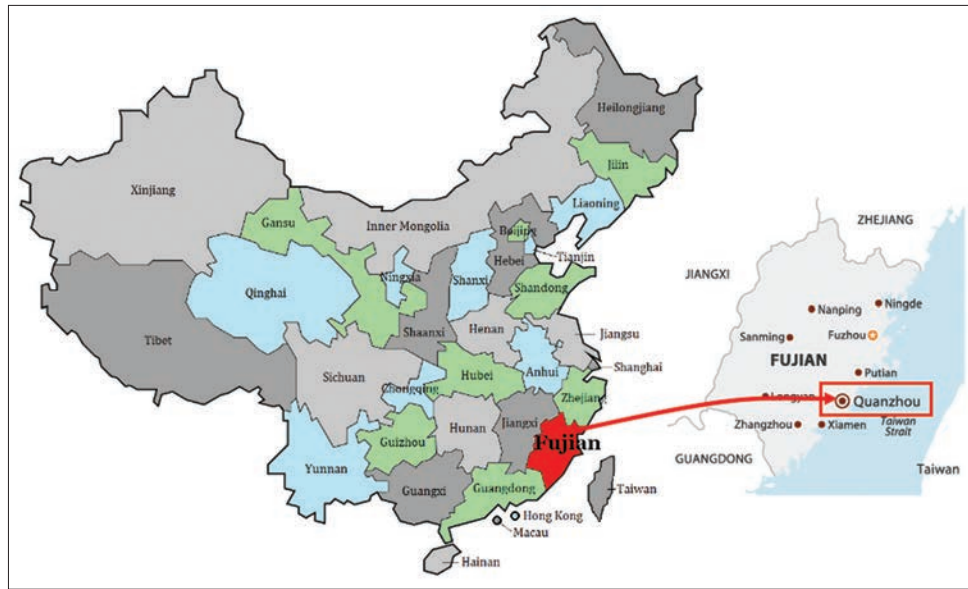 Heilongjiang
Jilin
Xinjiang
Liaoning
Gansu
Inner Mongolia
Beijing
Tianjin
Hebei
Ningxia
Shanxi
Qinghai
Shandong
Shaanxi
Henan
Jiangsu
Tibet
Shanghai
Sichuan
Anhui
Hubei
Chongqing
Zhejiang
Jiangxi
Hunan
Guizhou
Fujian
Yunnan
Guangxi
Guangdong
Taiwan
Hong Kong
Macau
Hainan
ZHEJIANG
JIANGXI
Ningde
Nanping
Sanming
Fuzhou
FUJIAN
Putian
Longyan
Quanzhou
Zhangzhou
Xiamen
Taiwan
Strait
GUANGDONG
Taiwan